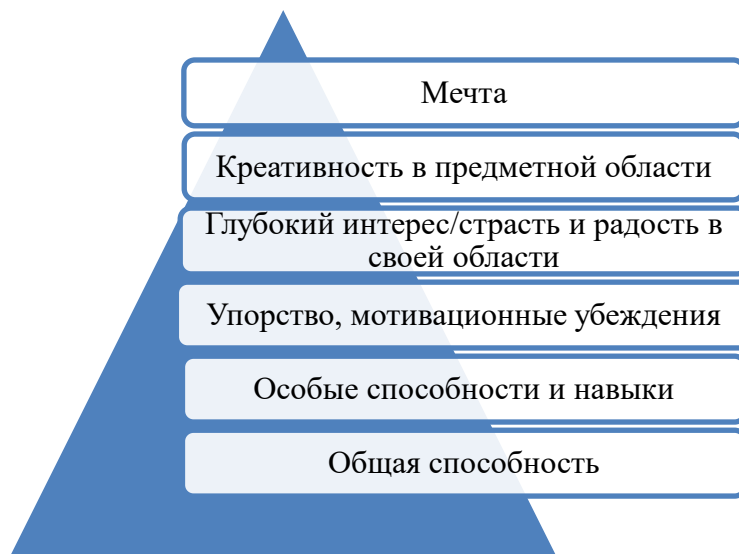 Мечта
Креативность в предметной области
Глубокий интерес/страсть и радость в
своей области
Упорство, мотивационные убеждения
Особые способности и навыки
Общая способность